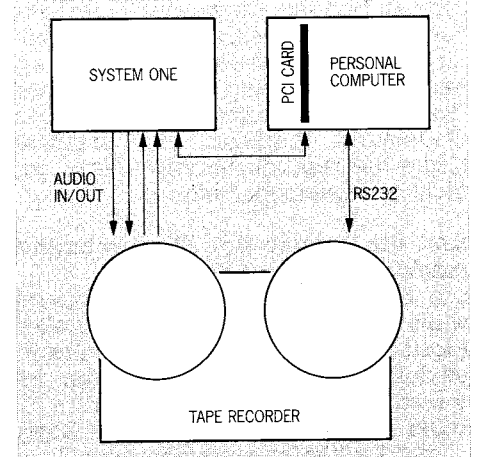 SYSTEM ONE
PCI CARD
PERSONAL
COMPUTER
AUDIO
IN/OUT
RS232
TAPE RECORDER